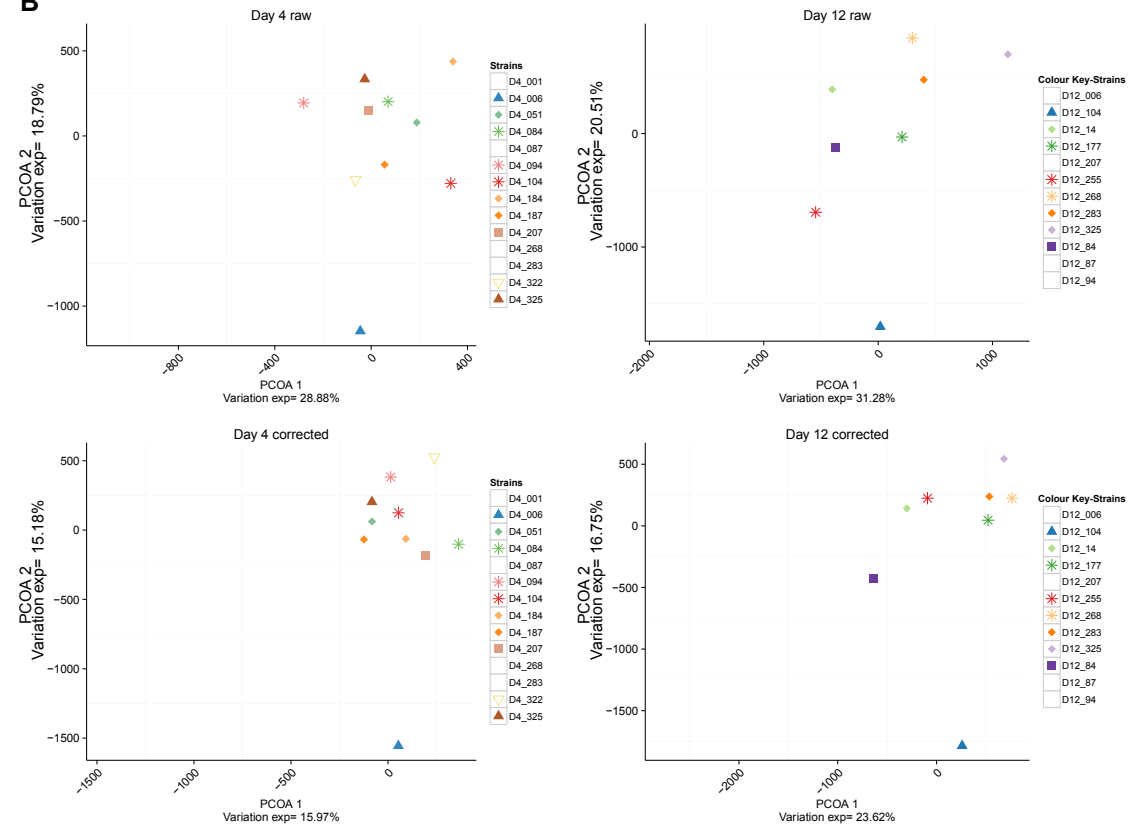 B
Day 4 raw
PCOA 2
Variation exp= 18.79%
500
0
−500
−1000
−800
−400
0
400
PCOA 1
Variation exp= 28.88%
Strains
D4_001
D4_006
D4_051
D4_084
D4_087
D4_094
D4_104
D4_184
D4_187
D4_207
D4_268
D4_283
D4_322
D4_325
Day 12 raw
PCOA 2
Variation exp= 20.51%
0
−1000
−2000
−1000
0
1000
PCOA 1
Variation exp= 31.28%
Colour Key-Strains
D12_006
D12_104
D12_14
D12_177
D12_207
D12_255
D12_268
D12_283
D12_325
D12_84
D12_87
D12_94
Day 4 corrected
PCOA 2
Variation exp= 15.18%
500
0
−500
−1000
−1500
−1500
−1000
−500
0
PCOA 1
Variation exp= 15.97%
Strains
D4_001
D4_006
D4_051
D4_084
D4_087
D4_094
D4_104
D4_184
D4_187
D4_207
D4_268
D4_283
D4_322
D4_325
Day 12 corrected
PCOA 2
Variation exp= 16.75%
500
0
−500
−1000
−1500
−2000
−1000
0
PCOA 1
Variation exp= 23.62%
Colour Key-Strains
D12_006
D12_104
D12_14
D12_177
D12_207
D12_255
D12_268
D12_283
D12_325
D12_84
D12_87
D12_94